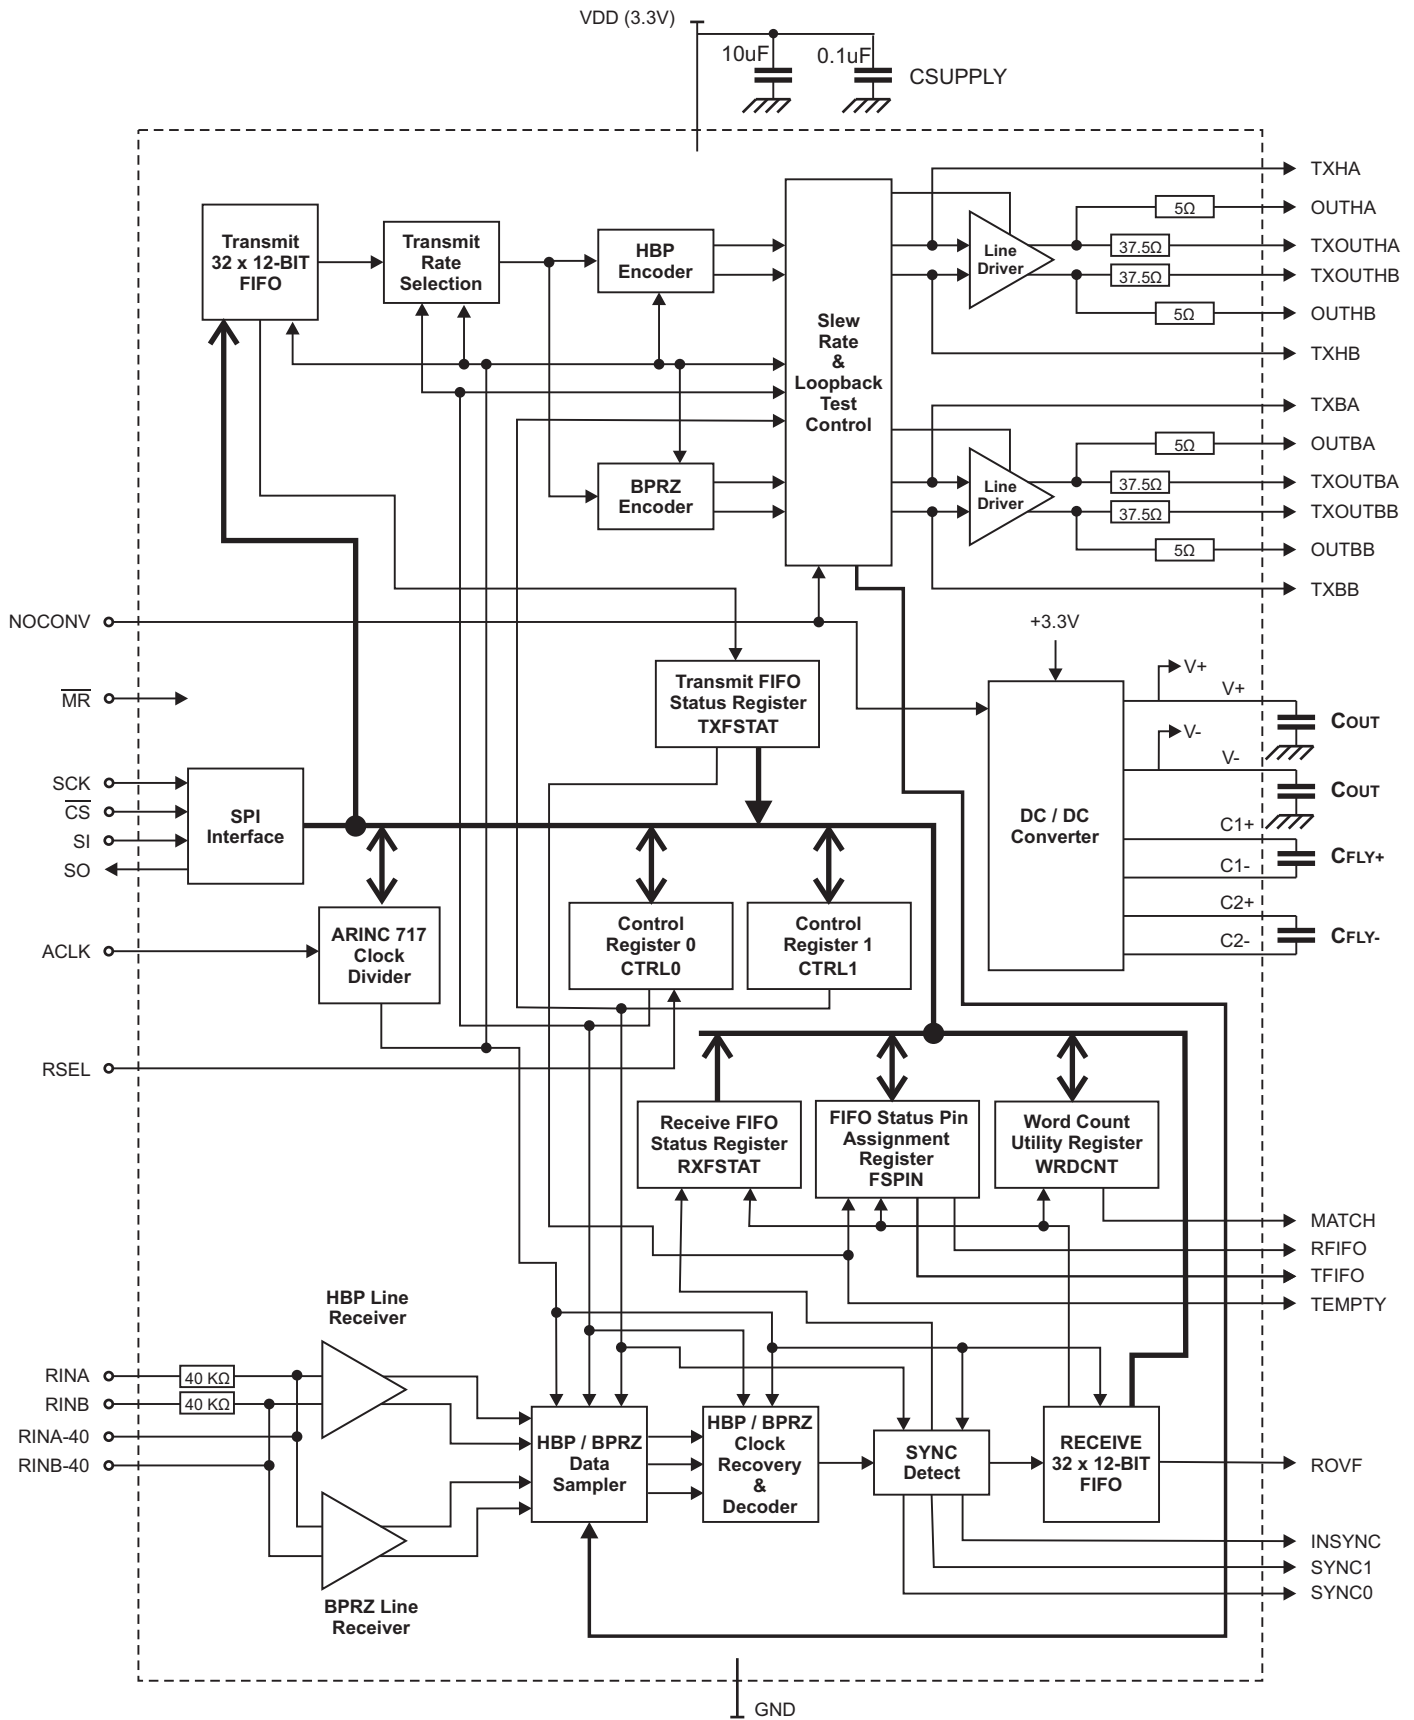 VDD (3.3V)
10uF
0.1uF
CSUPPLY
Transmit
32 x 12-BIT
FIFO
Transmit
Rate
Selection
HBP
Encoder
BPRZ
Encoder
Slew
Rate
&
Loopback
Test
Control
Line
Driver
Line
Driver
5Ω
37.5Ω
37.5Ω
5Ω
5Ω
37.5Ω
37.5Ω
5Ω
TXHA
OUTHA
TXOUTHA
TXOUTHB
OUTHB
TXHB
TXBA
OUTBA
TXOUTBA
TXOUTBB
OUTBB
TXBB
NOCONV
MR
SCK
CS
SI
SO
ACLK
RSEL
SPI
Interface
Transmit FIFO
Status Register
TXFSTAT
+3.3V
DC / DC
Converter
V+
V+
V-
V-
C1+
C1-
C2+
C2-
COUT
COUT
CFLY+
CFLY-
ARINC 717
Clock
Divider
Control
Register 0
CTRL0
Control
Register 1
CTRL1
Receive FIFO
Status Register
RXFSTAT
FIFO Status Pin
Assignment
Register
FSPIN
Word Count
Utility Register
WRDCNT
MATCH
RFIFO
TFIFO
TEMPTY
HBP Line
Receiver
RINA
RINB
RINA-40
RINB-40
40 KΩ
40 KΩ
BPRZ Line
Receiver
HBP / BPRZ
Data
Sampler
HBP / BPRZ
Clock
Recovery
&
Decoder
SYNC
Detect
RECEIVE
32 x 12-BIT
FIFO
ROVF
INSYNC
SYNC1
SYNC0
GND